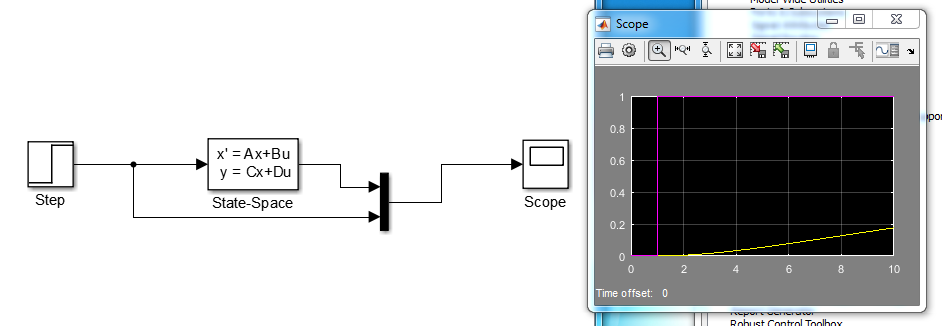 Model Wide Utilities
Scope
1
0.8
0.6
0.4
0.2
0
0
2
4
6
8
10
Time offset: 0
x' = Ax+Bu
y = Cx+Du
Step
State-Space
Scope
Report Generator
Robust Control Toolbox